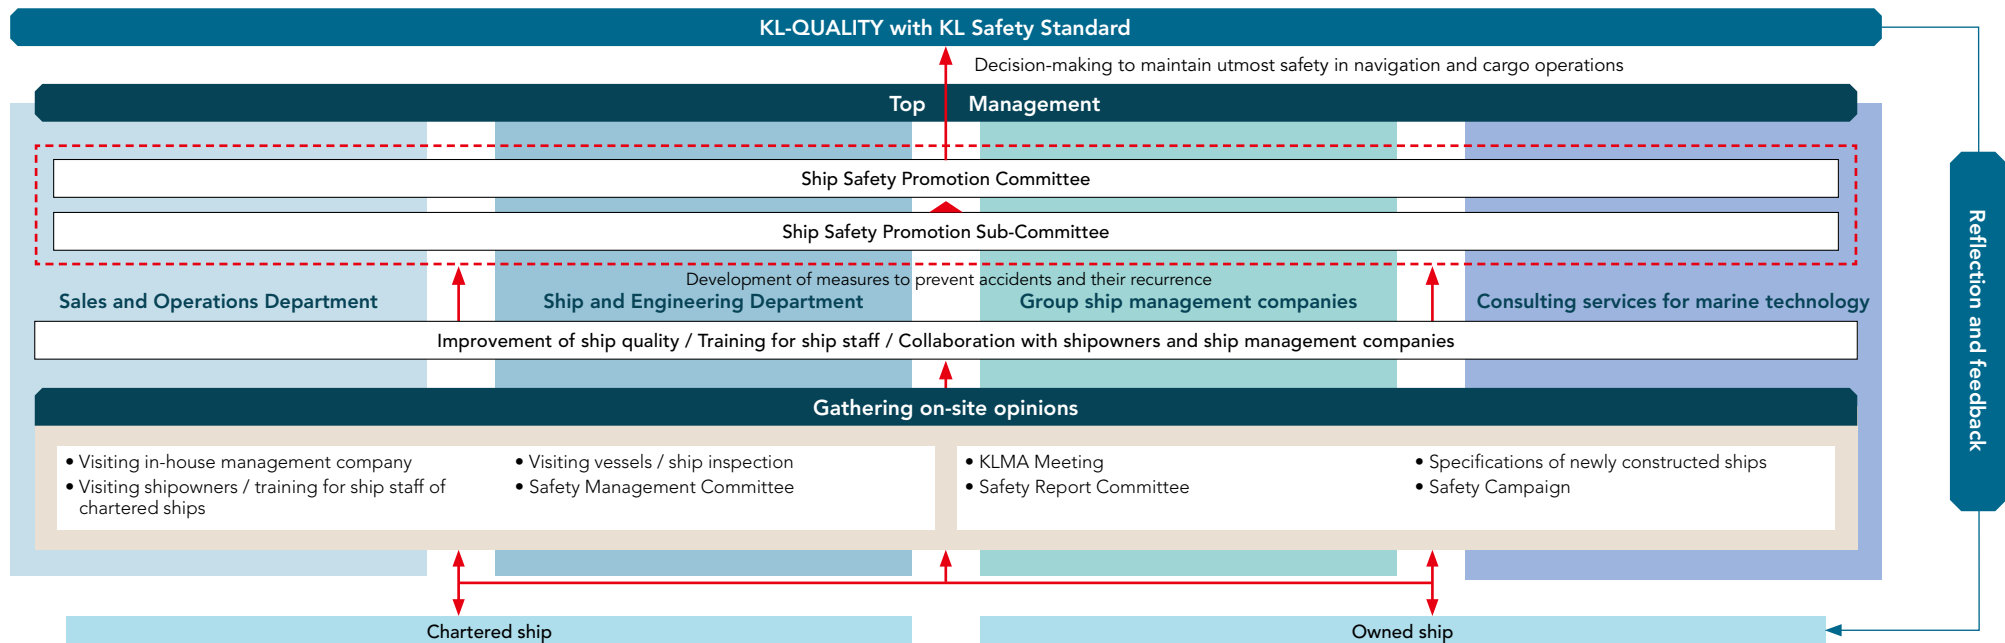 KL-QUALITY with KL Safety Standard
Decision-making to maintain utmost safety in navigation and cargo operations
Top Management
Ship Safety Promotion Committee
Ship Safety Promotion Sub-Committee
Development of measures to prevent accidents and their recurrence
Sales and Operations Department
Ship and Engineering Department
Group ship management companies
Consulting services for marine technology
Improvement of ship quality / Training for ship staff / Collaboration with shipowners and ship management companies
Gathering on-site opinions
• Visiting in-house management company
• Visiting shipowners / training for ship staff of
chartered ships
• Visiting vessels / ship inspection
• Safety Management Committee
• KLMA Meeting
• Safety Report Committee
• Specifications of newly constructed ships
• Safety Campaign
Chartered ship
Owned ship
Reflection and feedback